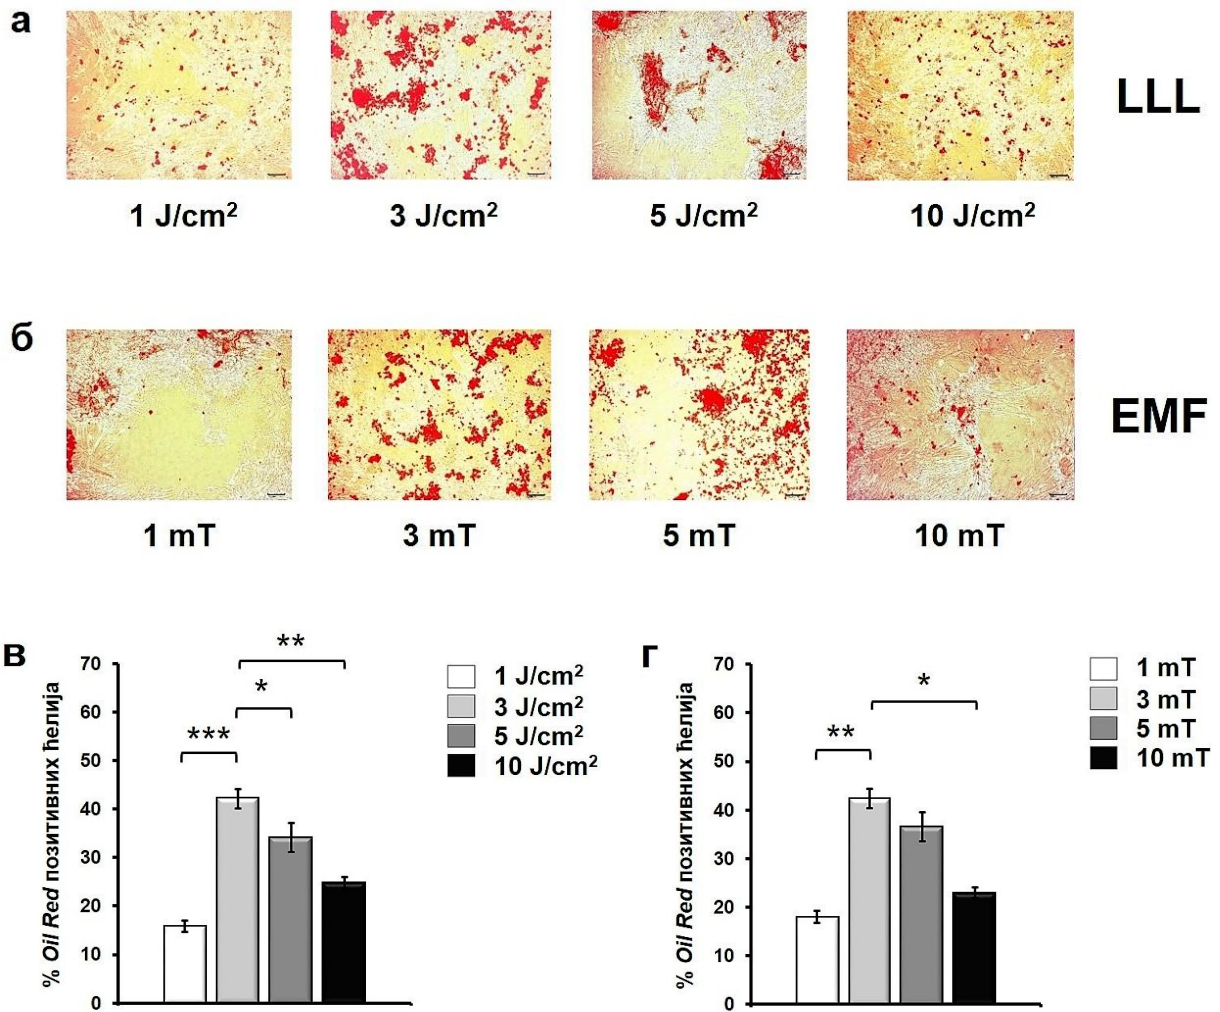 а
LLL
1 J/cm²
3 J/cm²
5 J/cm²
10 J/cm²
б
EMF
1 mT
3 mT
5 mT
10 mT
в
% Oil Red позитивних ћелија
70
60
50
40
30
20
10
0
***
*
**
1 J/cm²
3 J/cm²
5 J/cm²
10 J/cm²
г
% Oil Red позитивних ћелија
70
60
50
40
30
20
10
0
**
*
1 mT
3 mT
5 mT
10 mT